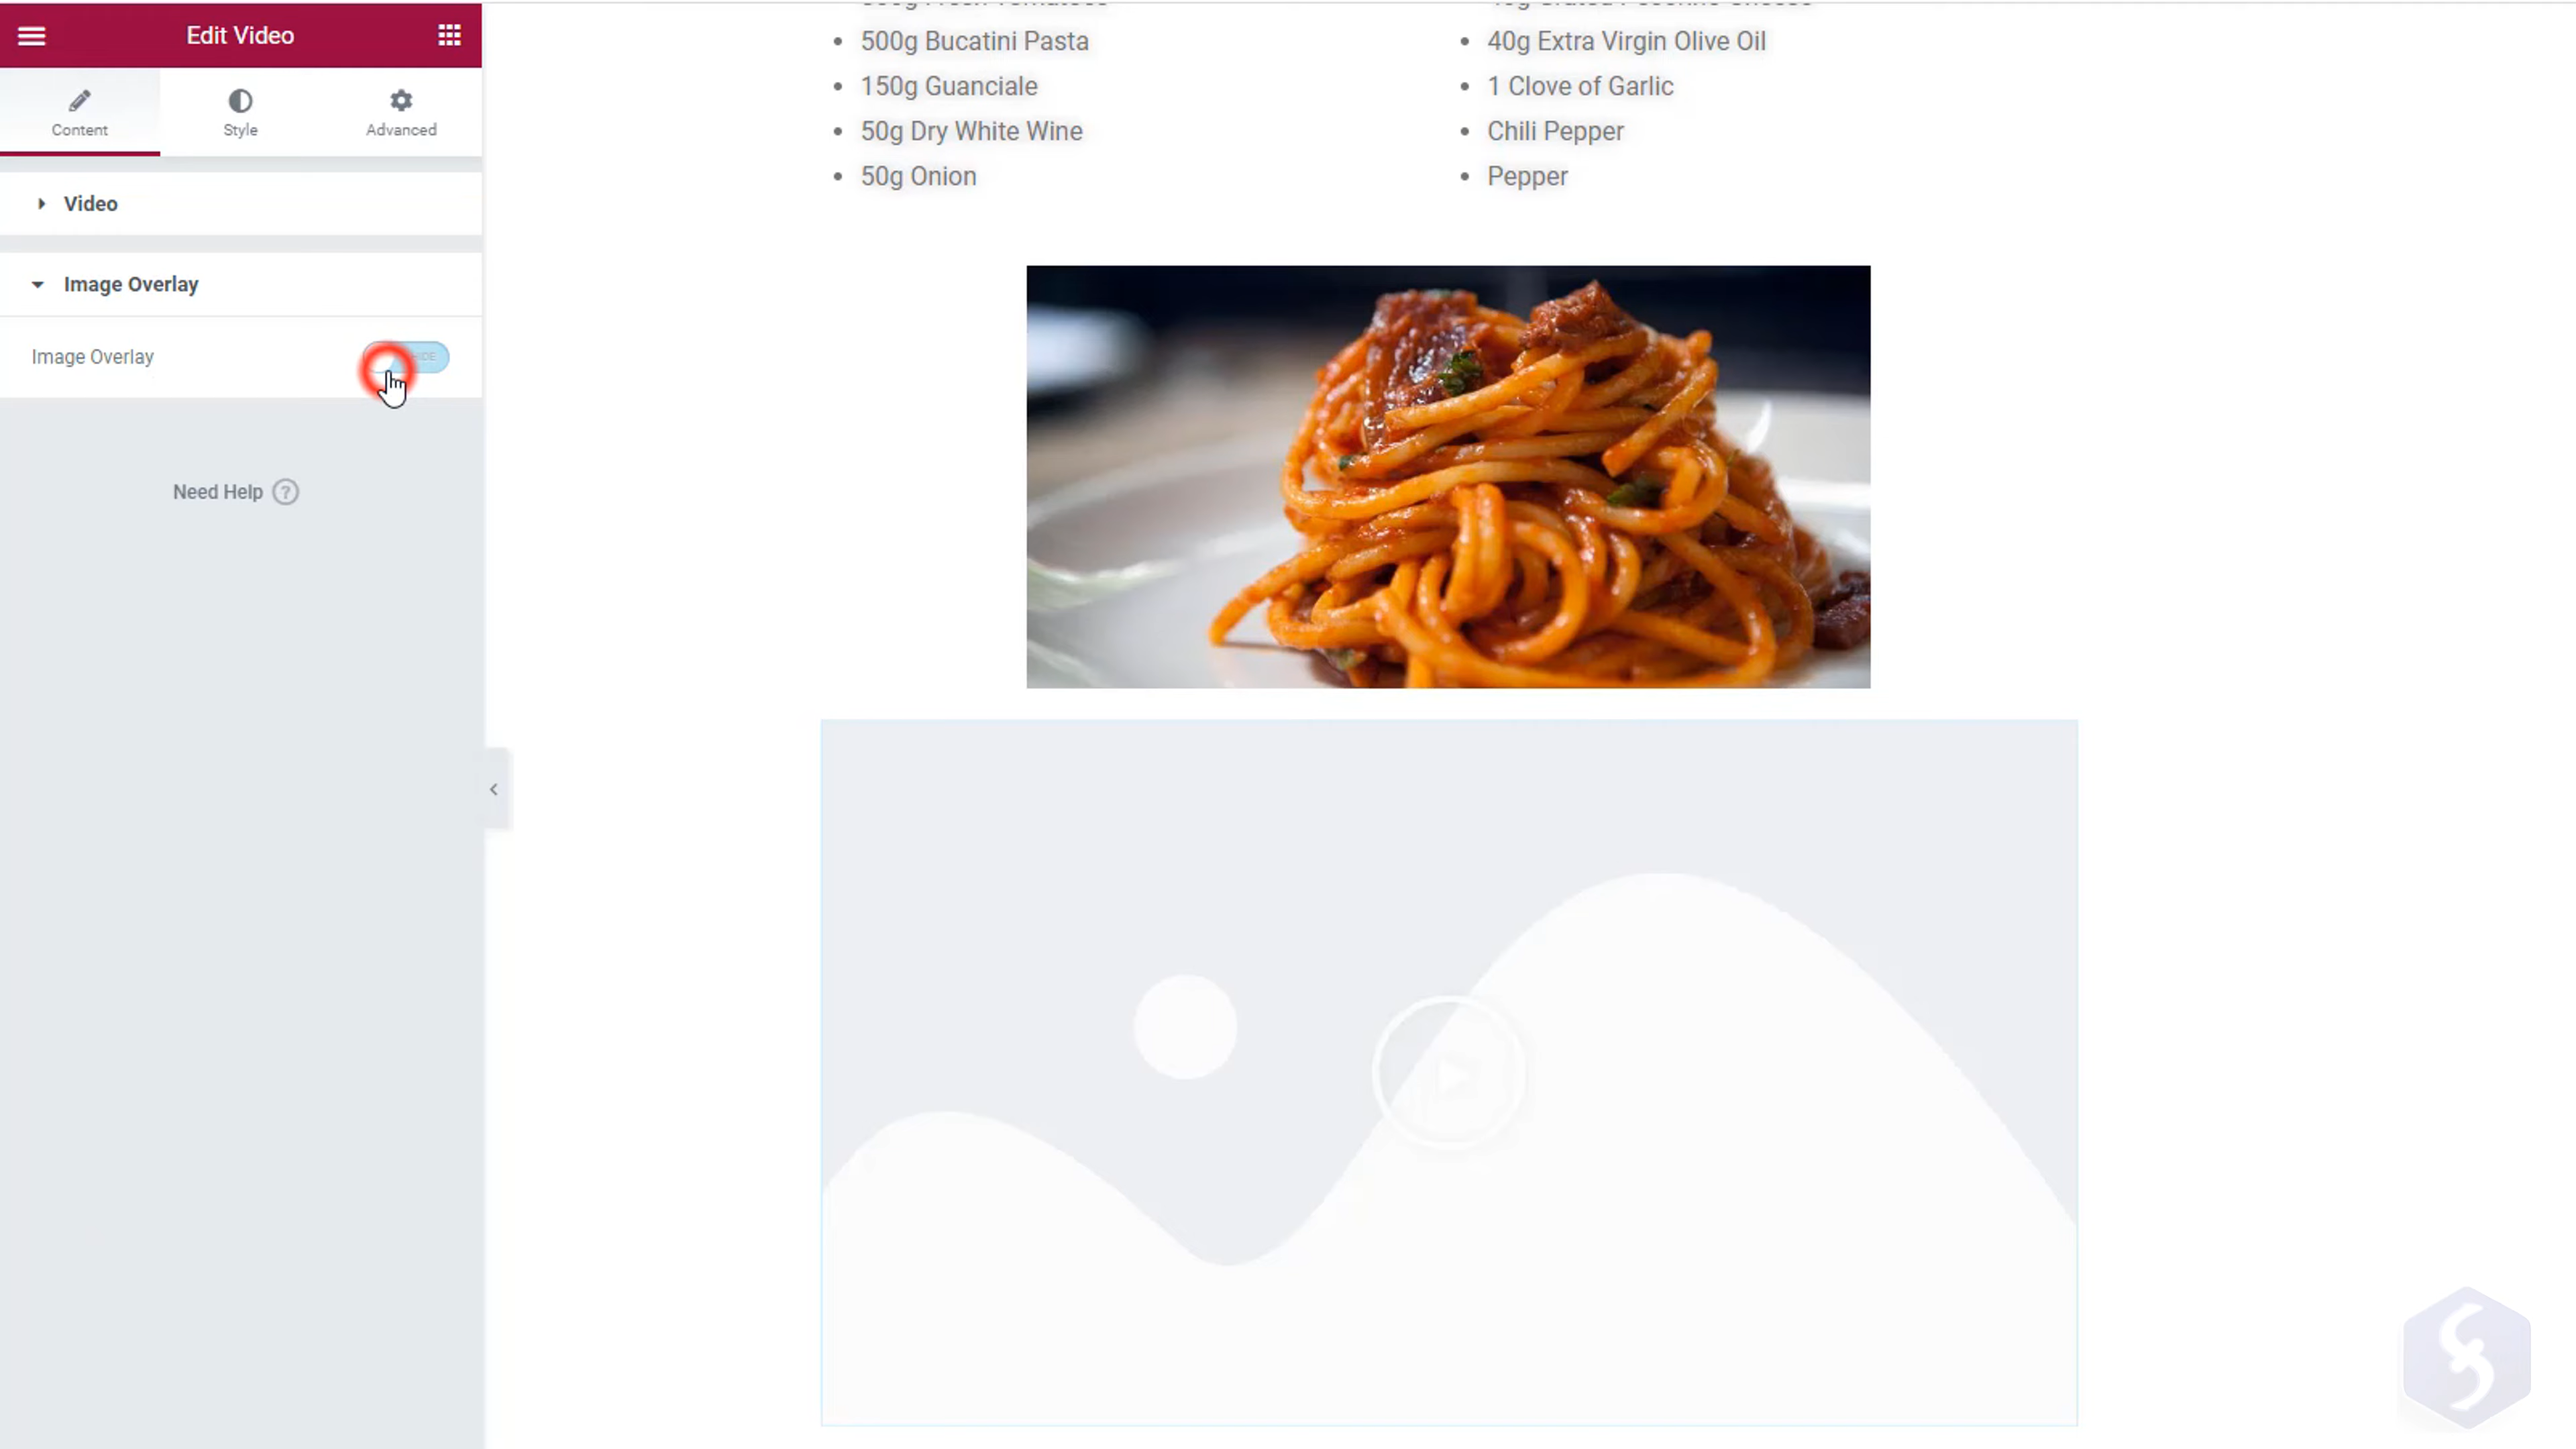 Edit Video
Content
Style
Advanced
Video
Image Overlay
Image Overlay
HIDE
Need Help
500g Bucatini Pasta
150g Guanciale
50g Dry White Wine
50g Onion
40g Extra Virgin Olive Oil
1 Clove of Garlic
Chili Pepper
Pepper